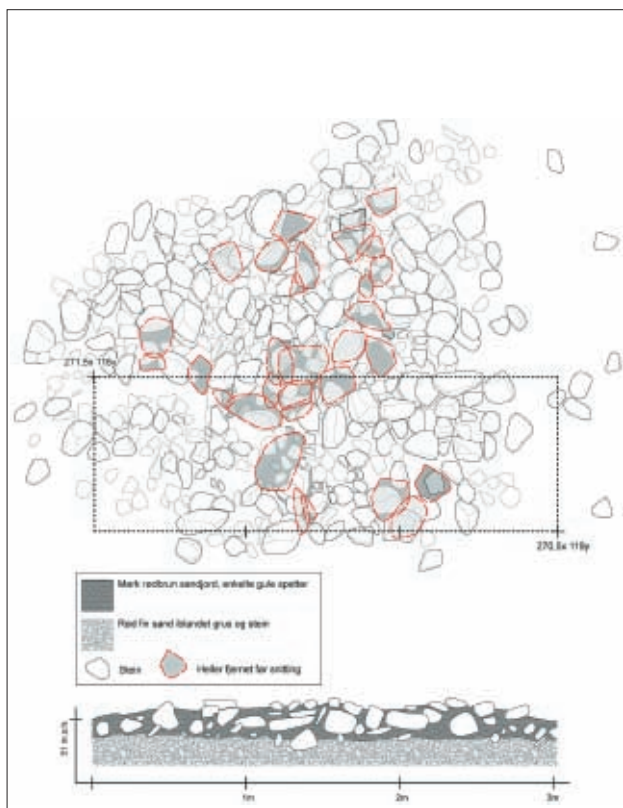 271,5x 116y
270,5x 119y
Mørk rødbrun sandjord, enkelte gule spetter
Rød fin sand iblandet grus og stein
Stein
Heller fjernet før snitting
51 m.o.h
1m
2m
3m